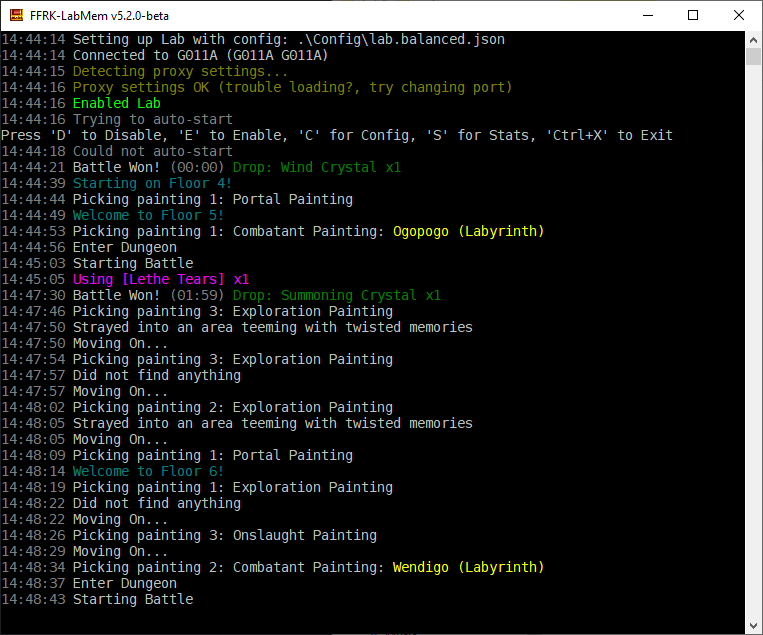 FFRK-LabMem v5.2.0-beta
14:44:14 Setting up Lab with config: .\Config\lab.balanced.json
14:44:14 Connected to G011A (G011A G011A)
14:44:15 Detecting proxy settings...
14:44:16 Proxy settings OK (trouble loading?, try changing port)
14:44:16 Enabled Lab
14:44:16 Trying to auto-start
Press 'D' to Disable, 'E' to Enable, 'C' for Config, 'S' for Stats, 'Ctrl+X' to Exit
14:44:18 Could not auto-start
14:44:21 Battle Won! (00:00) Drop: Wind Crystal x1
14:44:39 Starting on Floor 4!
14:44:44 Picking painting 1: Portal Painting
14:44:49 Welcome to Floor 5!
14:44:53 Picking painting 1: Combatant Painting: Ogopogo (Labyrinth)
14:44:56 Enter Dungeon
14:45:03 Starting Battle
14:45:05 Using [Lethe Tears] x1
14:47:30 Battle Won! (01:59) Drop: Summoning Crystal x1
14:47:46 Picking painting 3: Exploration Painting
14:47:50 Strayed into an area teeming with twisted memories
14:47:50 Moving On...
14:47:54 Picking painting 3: Exploration Painting
14:47:57 Did not find anything
14:47:57 Moving On...
14:48:02 Picking painting 2: Exploration Painting
14:48:05 Strayed into an area teeming with twisted memories
14:48:05 Moving On...
14:48:09 Picking painting 1: Portal Painting
14:48:14 Welcome to Floor 6!
14:48:19 Picking painting 1: Exploration Painting
14:48:22 Did not find anything
14:48:22 Moving On...
14:48:26 Picking painting 3: Onslaught Painting
14:48:29 Moving On...
14:48:34 Picking painting 2: Combatant Painting: Wendigo (Labyrinth)
14:48:37 Enter Dungeon
14:48:43 Starting Battle